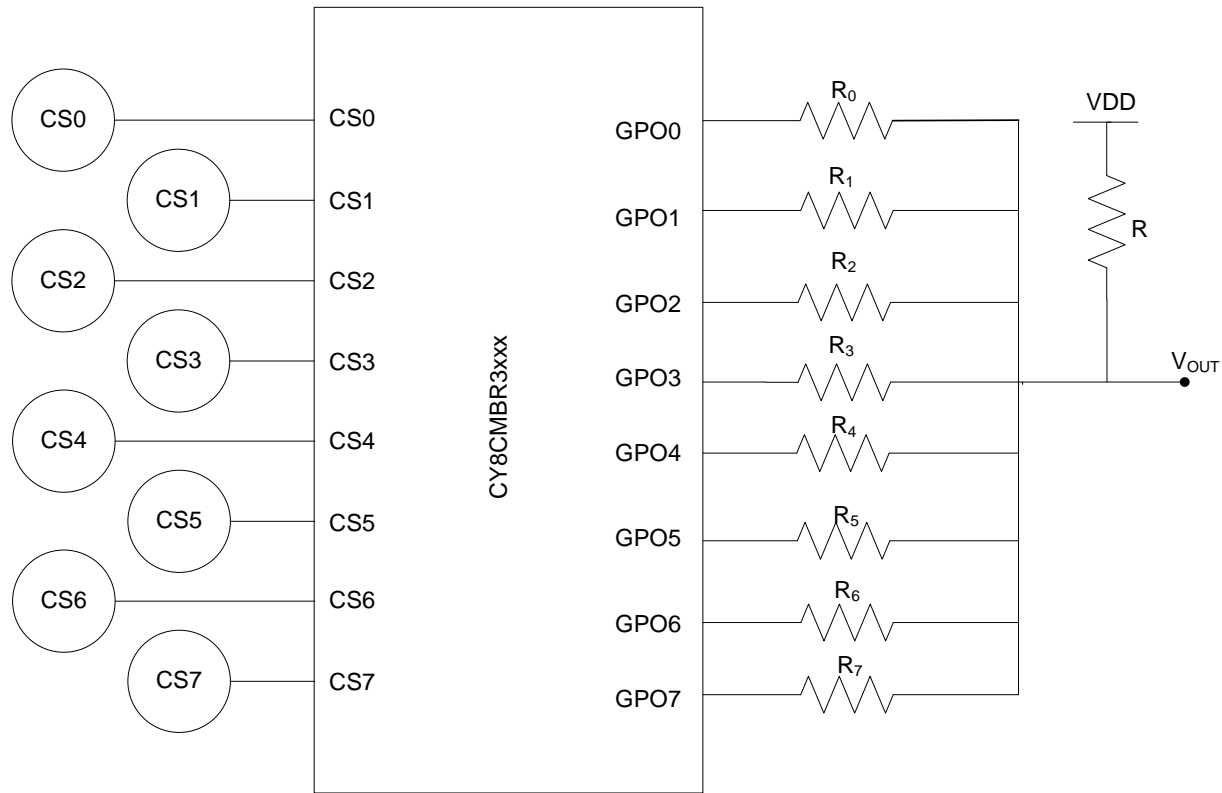 CS0
CS1
CS2
CS3
CS4
CS5
CS6
CS7
CS0
CS1
CS2
CS3
CS4
CS5
CS6
CS7
CY8CMBR3xxx
GPO0
GPO1
GPO2
GPO3
GPO4
GPO5
GPO6
GPO7
R0
R1
R2
R3
R4
R5
R6
R7
VDD
R
VOUT